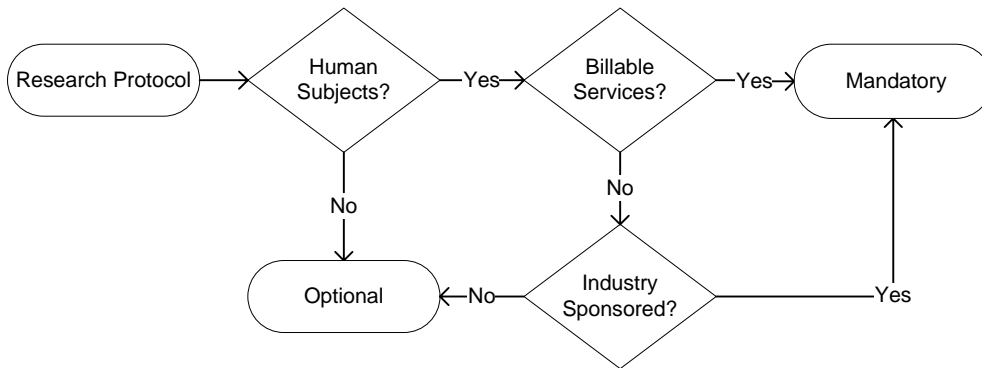 Research Protocol
Human
Subjects?
Yes
Billable
Services?
Yes
Mandatory
No
No
Optional
No
Industry
Sponsored?
Yes